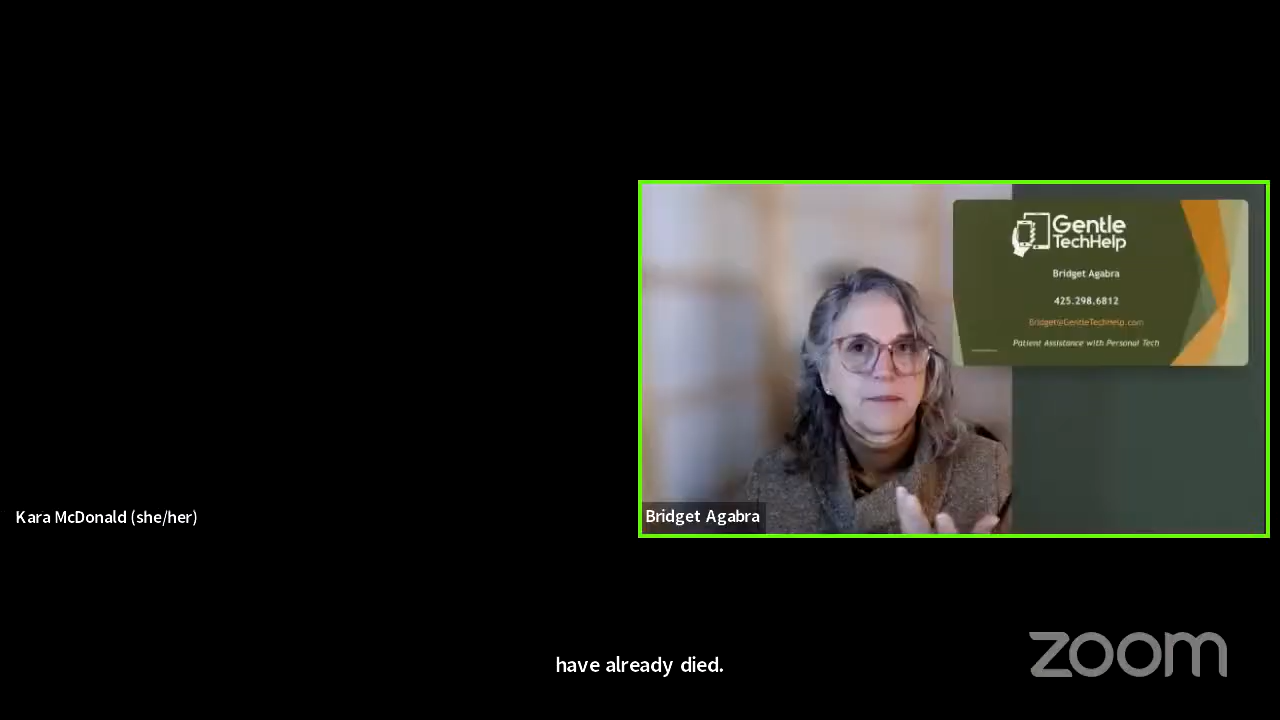 Gentle
TechHelp
Bridget Agabra
425.298.6812
Bridget@GentleTechHelp.com
Patient Assistance with Personal Tech
Kara McDonald (she/her)
Bridget Agabra
have already died.
zoom